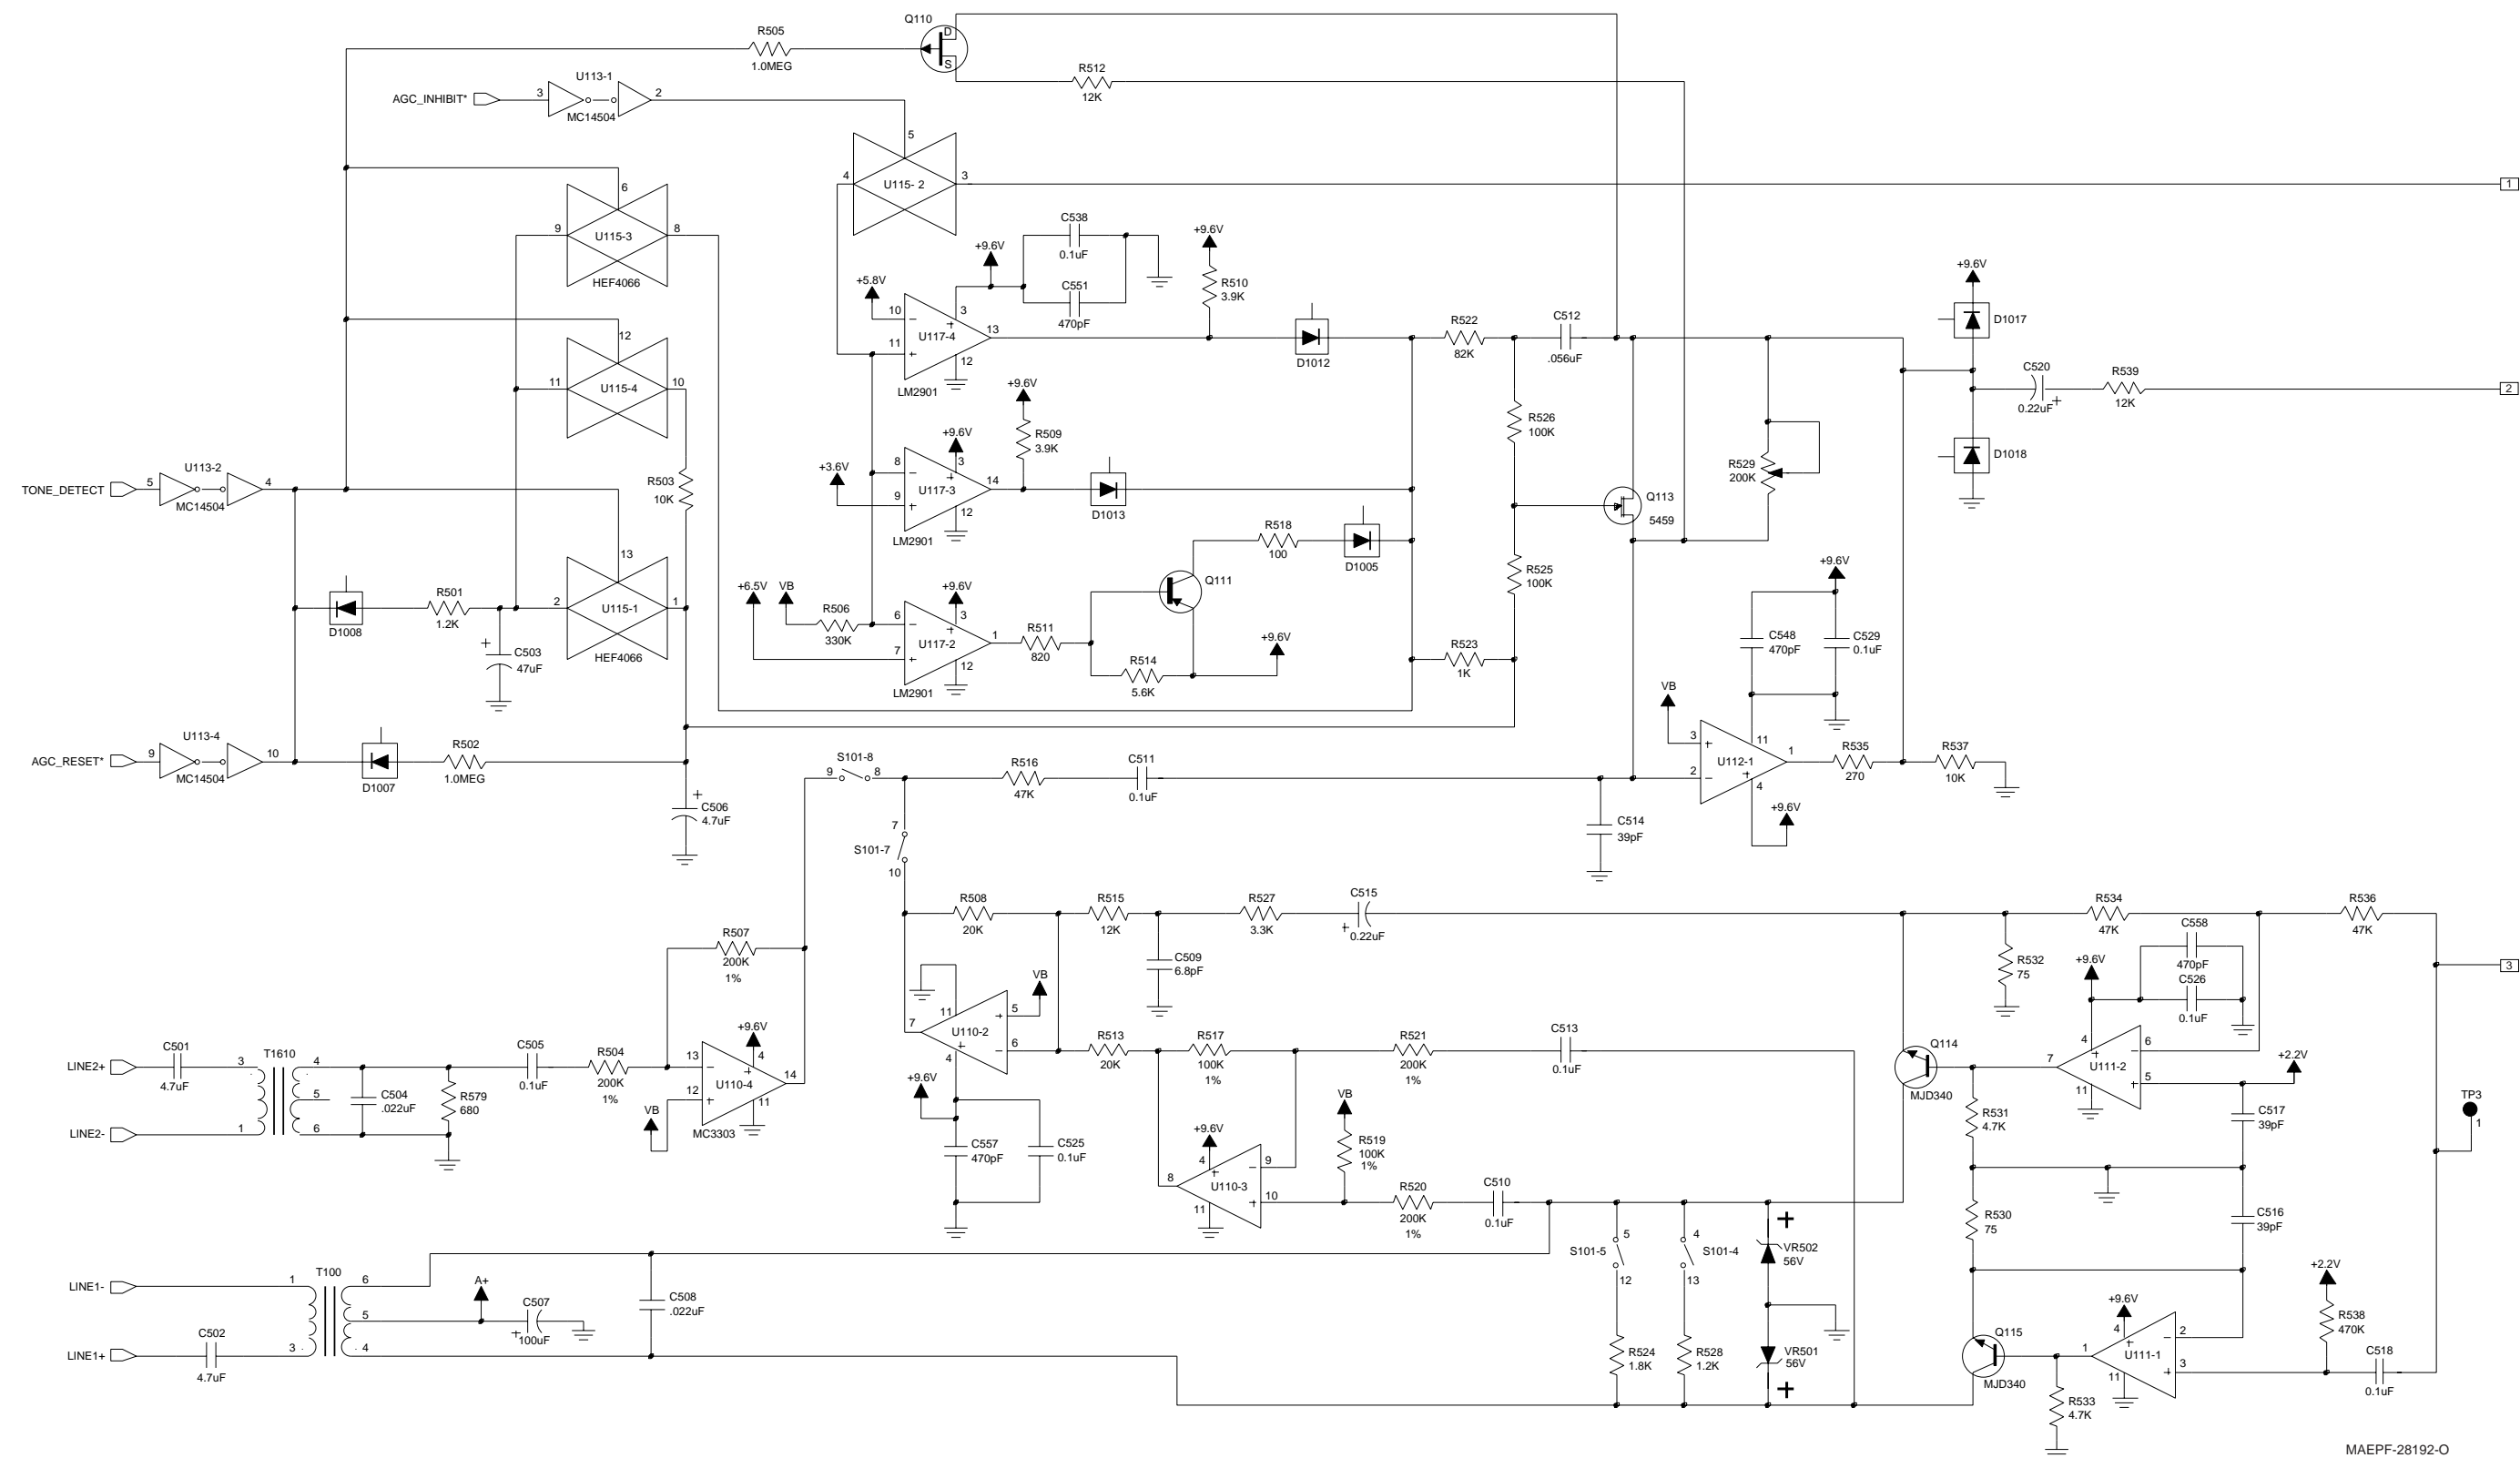 Q110
D
S
R505
1.0MEG
R512
12K
U113-1
AGC_INHIBIT*
3
2
MC14504
5
4
U115- 2
3
1
6
9
U115-3
8
HEF4066
C538
0.1uF
+9.6V
C551
470pF
+9.6V
R510
3.9K
+5.8V
10
3
U117-4
13
11
12
LM2901
D1012
R522
82K
C512
.056uF
+9.6V
D1017
C520
0.22uF
+
R539
12K
2
D1018
12
11
U115-4
10
R503
10K
+9.6V
R509
3.9K
+9.6V
+3.6V
8
3
9
U117-3
14
12
LM2901
D1013
R526
100K
R529
200K
Q113
5459
TONE_DETECT
5
U113-2
4
MC14504
13
2
U115-1
1
HEF4066
D1008
R501
1.2K
+
C503
47uF
R518
100
D1005
Q111
+6.5V
VB
R506
330K
+9.6V
6
3
U117-2
1
7
12
LM2901
R511
820
R514
5.6K
+9.6V
R525
100K
R523
1K
+9.6V
C548
470pF
C529
0.1uF
VB
3
11
U112-1
1
2
4
+9.6V
R535
270
R537
10K
AGC_RESET*
9
U113-4
10
MC14504
D1007
R502
1.0MEG
+
C506
4.7uF
S101-8
9
8
R516
47K
C511
0.1uF
C514
39pF
7
S101-7
10
R508
20K
R515
12K
R527
3.3K
C515
+
0.22uF
R534
47K
R536
47K
C558
470pF
C526
0.1uF
+9.6V
R532
75
3
R507
200K
1%
C509
6.8pF
VB
11
5
7
U110-2
6
4
+9.6V
R513
20K
R517
100K
1%
R521
200K
1%
C513
0.1uF
Q114
MJD340
4
6
7
U111-2
5
11
+2.2V
C517
39pF
R531
4.7K
TP3
1
LINE2+
C501
4.7uF
3
T1610
4
5
LINE2-
1
6
C504
.022uF
R579
680
C505
0.1uF
R504
200K
1%
+9.6V
13
4
U110-4
14
12
11
MC3303
VB
C557
470pF
C525
0.1uF
VB
R519
100K
1%
+9.6V
4
9
8
U110-3
10
11
R520
200K
1%
C510
0.1uF
R530
75
C516
39pF
LINE1-
1
T100
6
A+
5
C507
+
100uF
C508
.022uF
LINE1+
C502
4.7uF
3
4
S101-5
5
12
4
S101-4
13
+
VR502
56V
R524
1.8K
R528
1.2K
VR501
56V
+
Q115
MJD340
+9.6V
4
2
1
U111-1
3
11
+2.2V
R538
470K
C518
0.1uF
R533
4.7K
MAEPF-28192-O